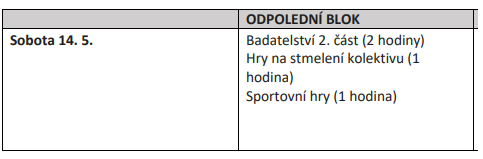 ODPOLEDNÍ BLOK
Sobota 14. 5.
Badatelství 2. část (2 hodiny)
Hry na stmelení kolektivu (1
hodina)
Sportovní hry (1 hodina)